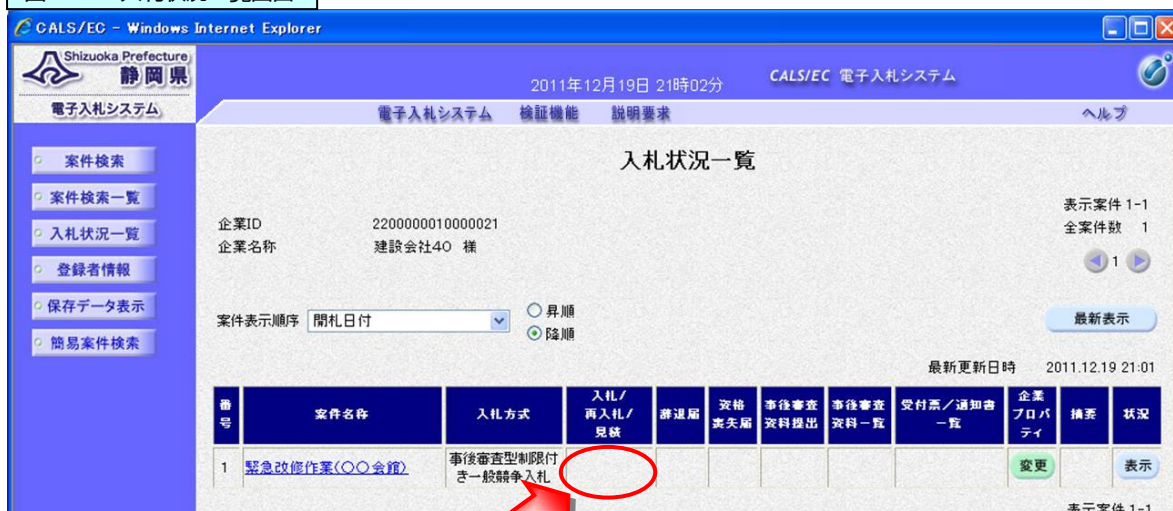 CALS/EC - Windows Internet Explorer
Shizuoka Prefecture
静岡県
電子入札システム
2011年12月19日 21時02分
CALS/EC 電子入札システム
電子入札システム 検証機能 説明要求 ヘルプ
案件検索
案件検索一覧
入札状況一覧
登録者情報
保存データ表示
簡易案件検索
入札状況一覧
企業ID 2200000010000021
企業名称 建設会社40 様
表示案件 1-1
全案件数 1
1
案件表示順序 開札日付
昇順
降順
最新表示
最新更新日時 2011.12.19 21:01
番号 案件名称 入札方式 入札/再入札/見積 辞退届 資格喪失届 事後審査資料提出 事後審査資料一覧 受付票/通知書一覧 企業プロパティ 摘要 状況
1 緊急改修作業(〇〇会館) 事後審査型制限付き一般競争入札 変更 表示
表示案件 1-1